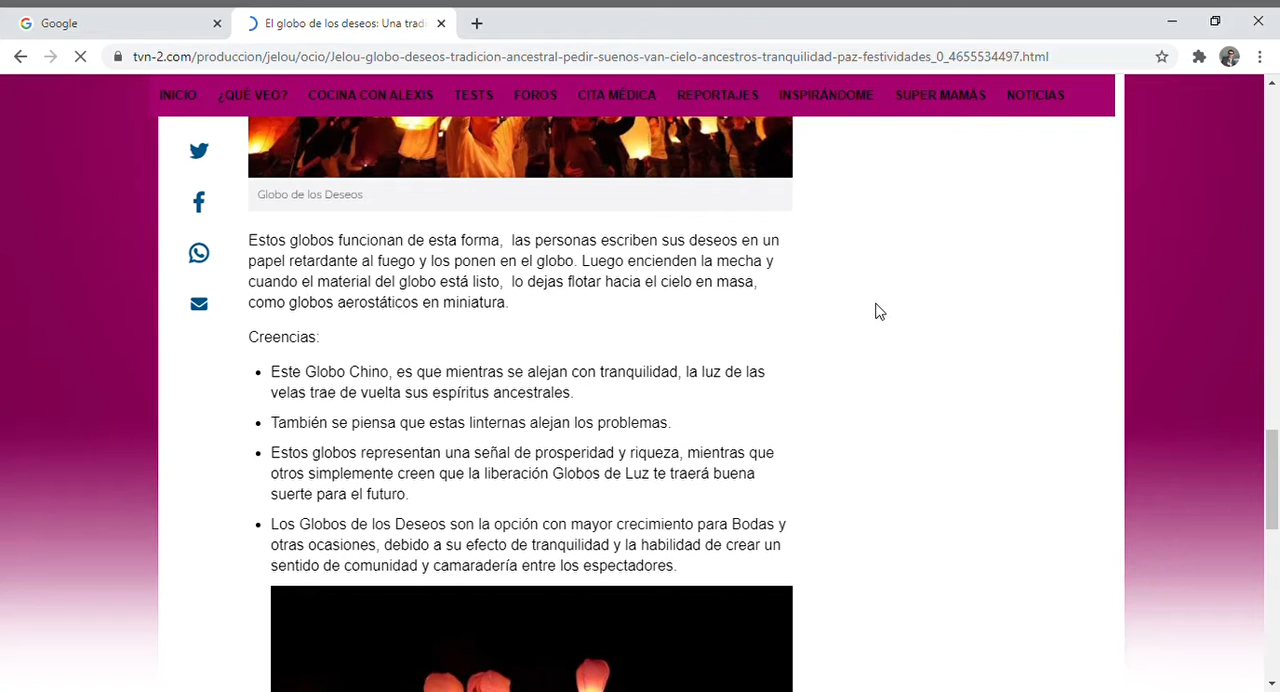 Google
El globo de los deseos: Una tradi
tvn-2.com/produccion/jelou/ocio/Jelou-globo-deseos-tradicion-ancestral-pedir-suenos-van-cielo-ancestros-tranquilidad-paz-festividades_0_4655534497.html
INICIO ¿QUÉ VEO? COCINA CON ALEXIS TESTS FOROS CITA MÉDICA REPORTAJES INSPIRÁNDOME SUPER MAMÁS NOTICIAS
Globo de los Deseos
Estos globos funcionan de esta forma, las personas escriben sus deseos en un
papel retardante al fuego y los ponen en el globo. Luego encienden la mecha y
cuando el material del globo está listo, lo dejas flotar hacia el cielo en masa,
como globos aerostáticos en miniatura.
Creencias:
• Este Globo Chino, es que mientras se alejan con tranquilidad, la luz de las
velas trae de vuelta sus espíritus ancestrales.
• También se piensa que estas linternas alejan los problemas.
• Estos globos representan una señal de prosperidad y riqueza, mientras que
otros simplemente creen que la liberación Globos de Luz te traerá buena
suerte para el futuro.
• Los Globos de los Deseos son la opción con mayor crecimiento para Bodas y
otras ocasiones, debido a su efecto de tranquilidad y la habilidad de crear un
sentido de comunidad y camaradería entre los espectadores.